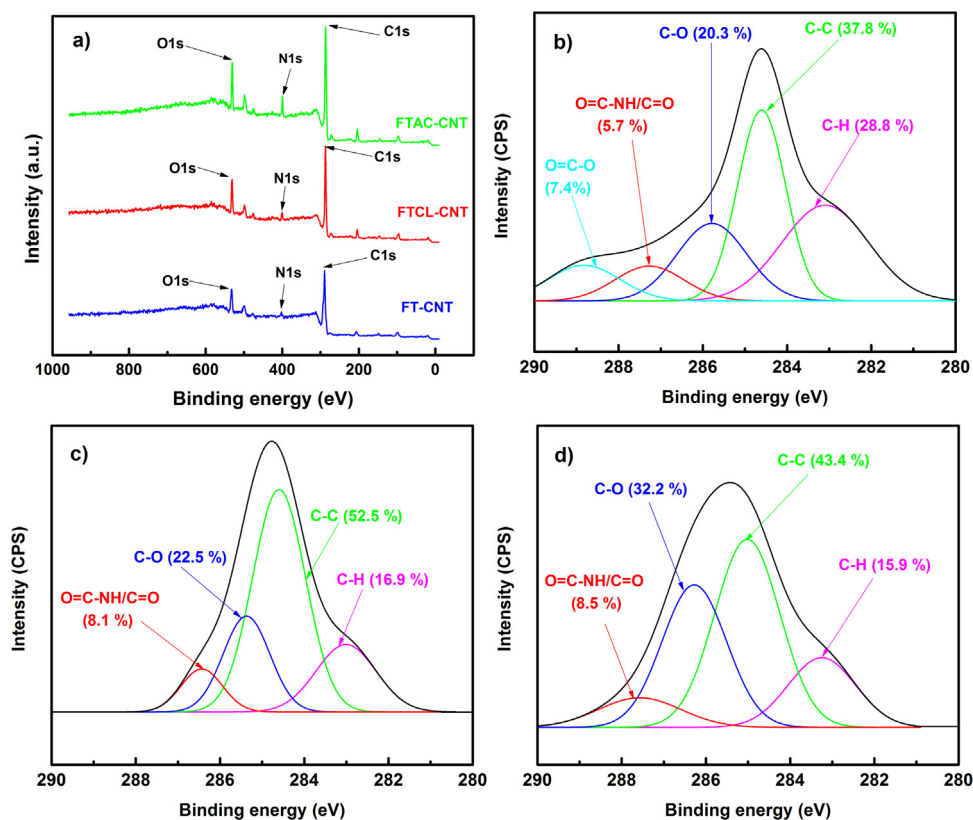 a)
C1s
O1s
N1s
FTAC-CNT
C1s
O1s
N1s
FTCL-CNT
C1s
O1s
N1s
FT-CNT
Intensity (a.u.)
1000 800 600 400 200 0
Binding energy (eV)
b)
C-O (20.3 %)
C-C (37.8 %)
O=C-NH/C=O
(5.7 %)
C-H (28.8 %)
O=C-O
(7.4%)
Intensity (CPS)
290 288 286 284 282 280
Binding energy (eV)
c)
C-C (52.5 %)
C-O (22.5 %)
C-H (16.9 %)
O=C-NH/C=O
(8.1 %)
Intensity (CPS)
290 288 286 284 282 280
Binding energy (eV)
d)
C-C (43.4 %)
C-O (32.2 %)
C-H (15.9 %)
O=C-NH/C=O
(8.5 %)
Intensity (CPS)
290 288 286 284 282 280
Binding energy (eV)